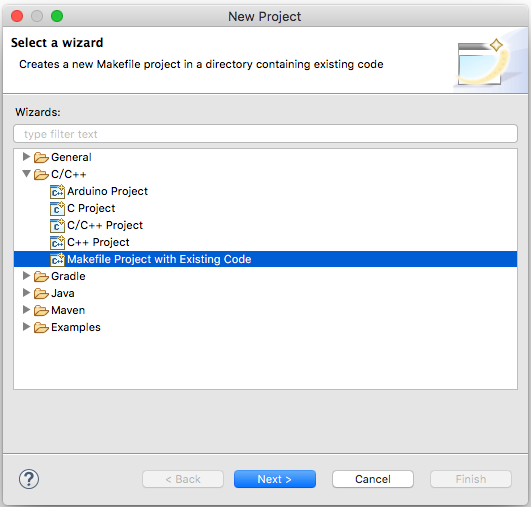 New Project
Select a wizard
Creates a new Makefile project in a directory containing existing code
Wizards:
type filter text
General
C/C++
Arduino Project
C Project
C/C++ Project
C++ Project
Makefile Project with Existing Code
Gradle
Java
Maven
Examples
? < Back Next > Cancel Finish